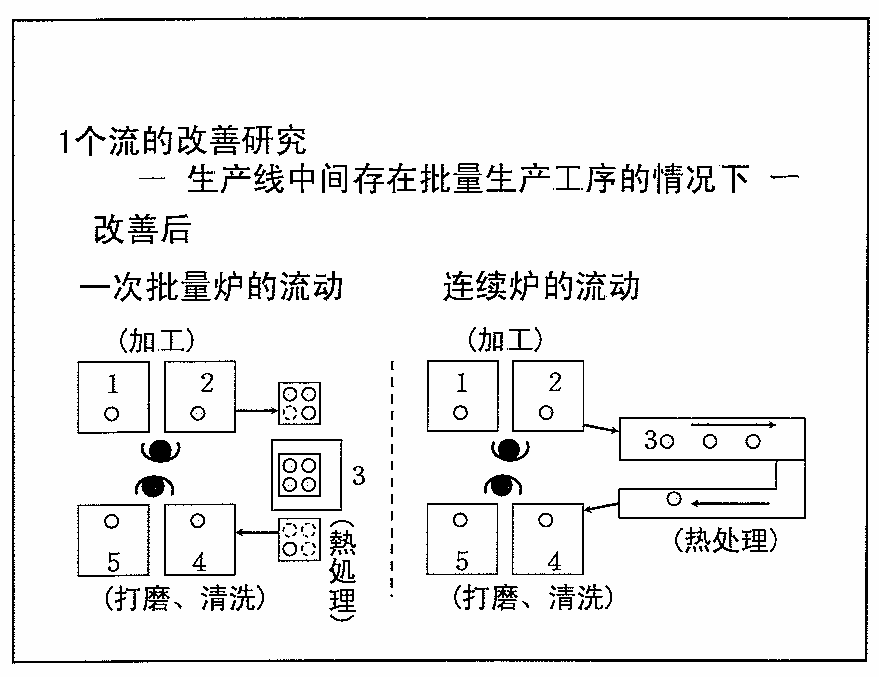 1个流的改善研究
— 生产线中间存在批量生产工序的情况下 —
改善后
一次批量炉的流动
(加工)
1
2
3
5
4
(熱処理)
(打磨、清洗)
连续炉的流动
(加工)
1
2
3
5
4
(热处理)
(打磨、清洗)